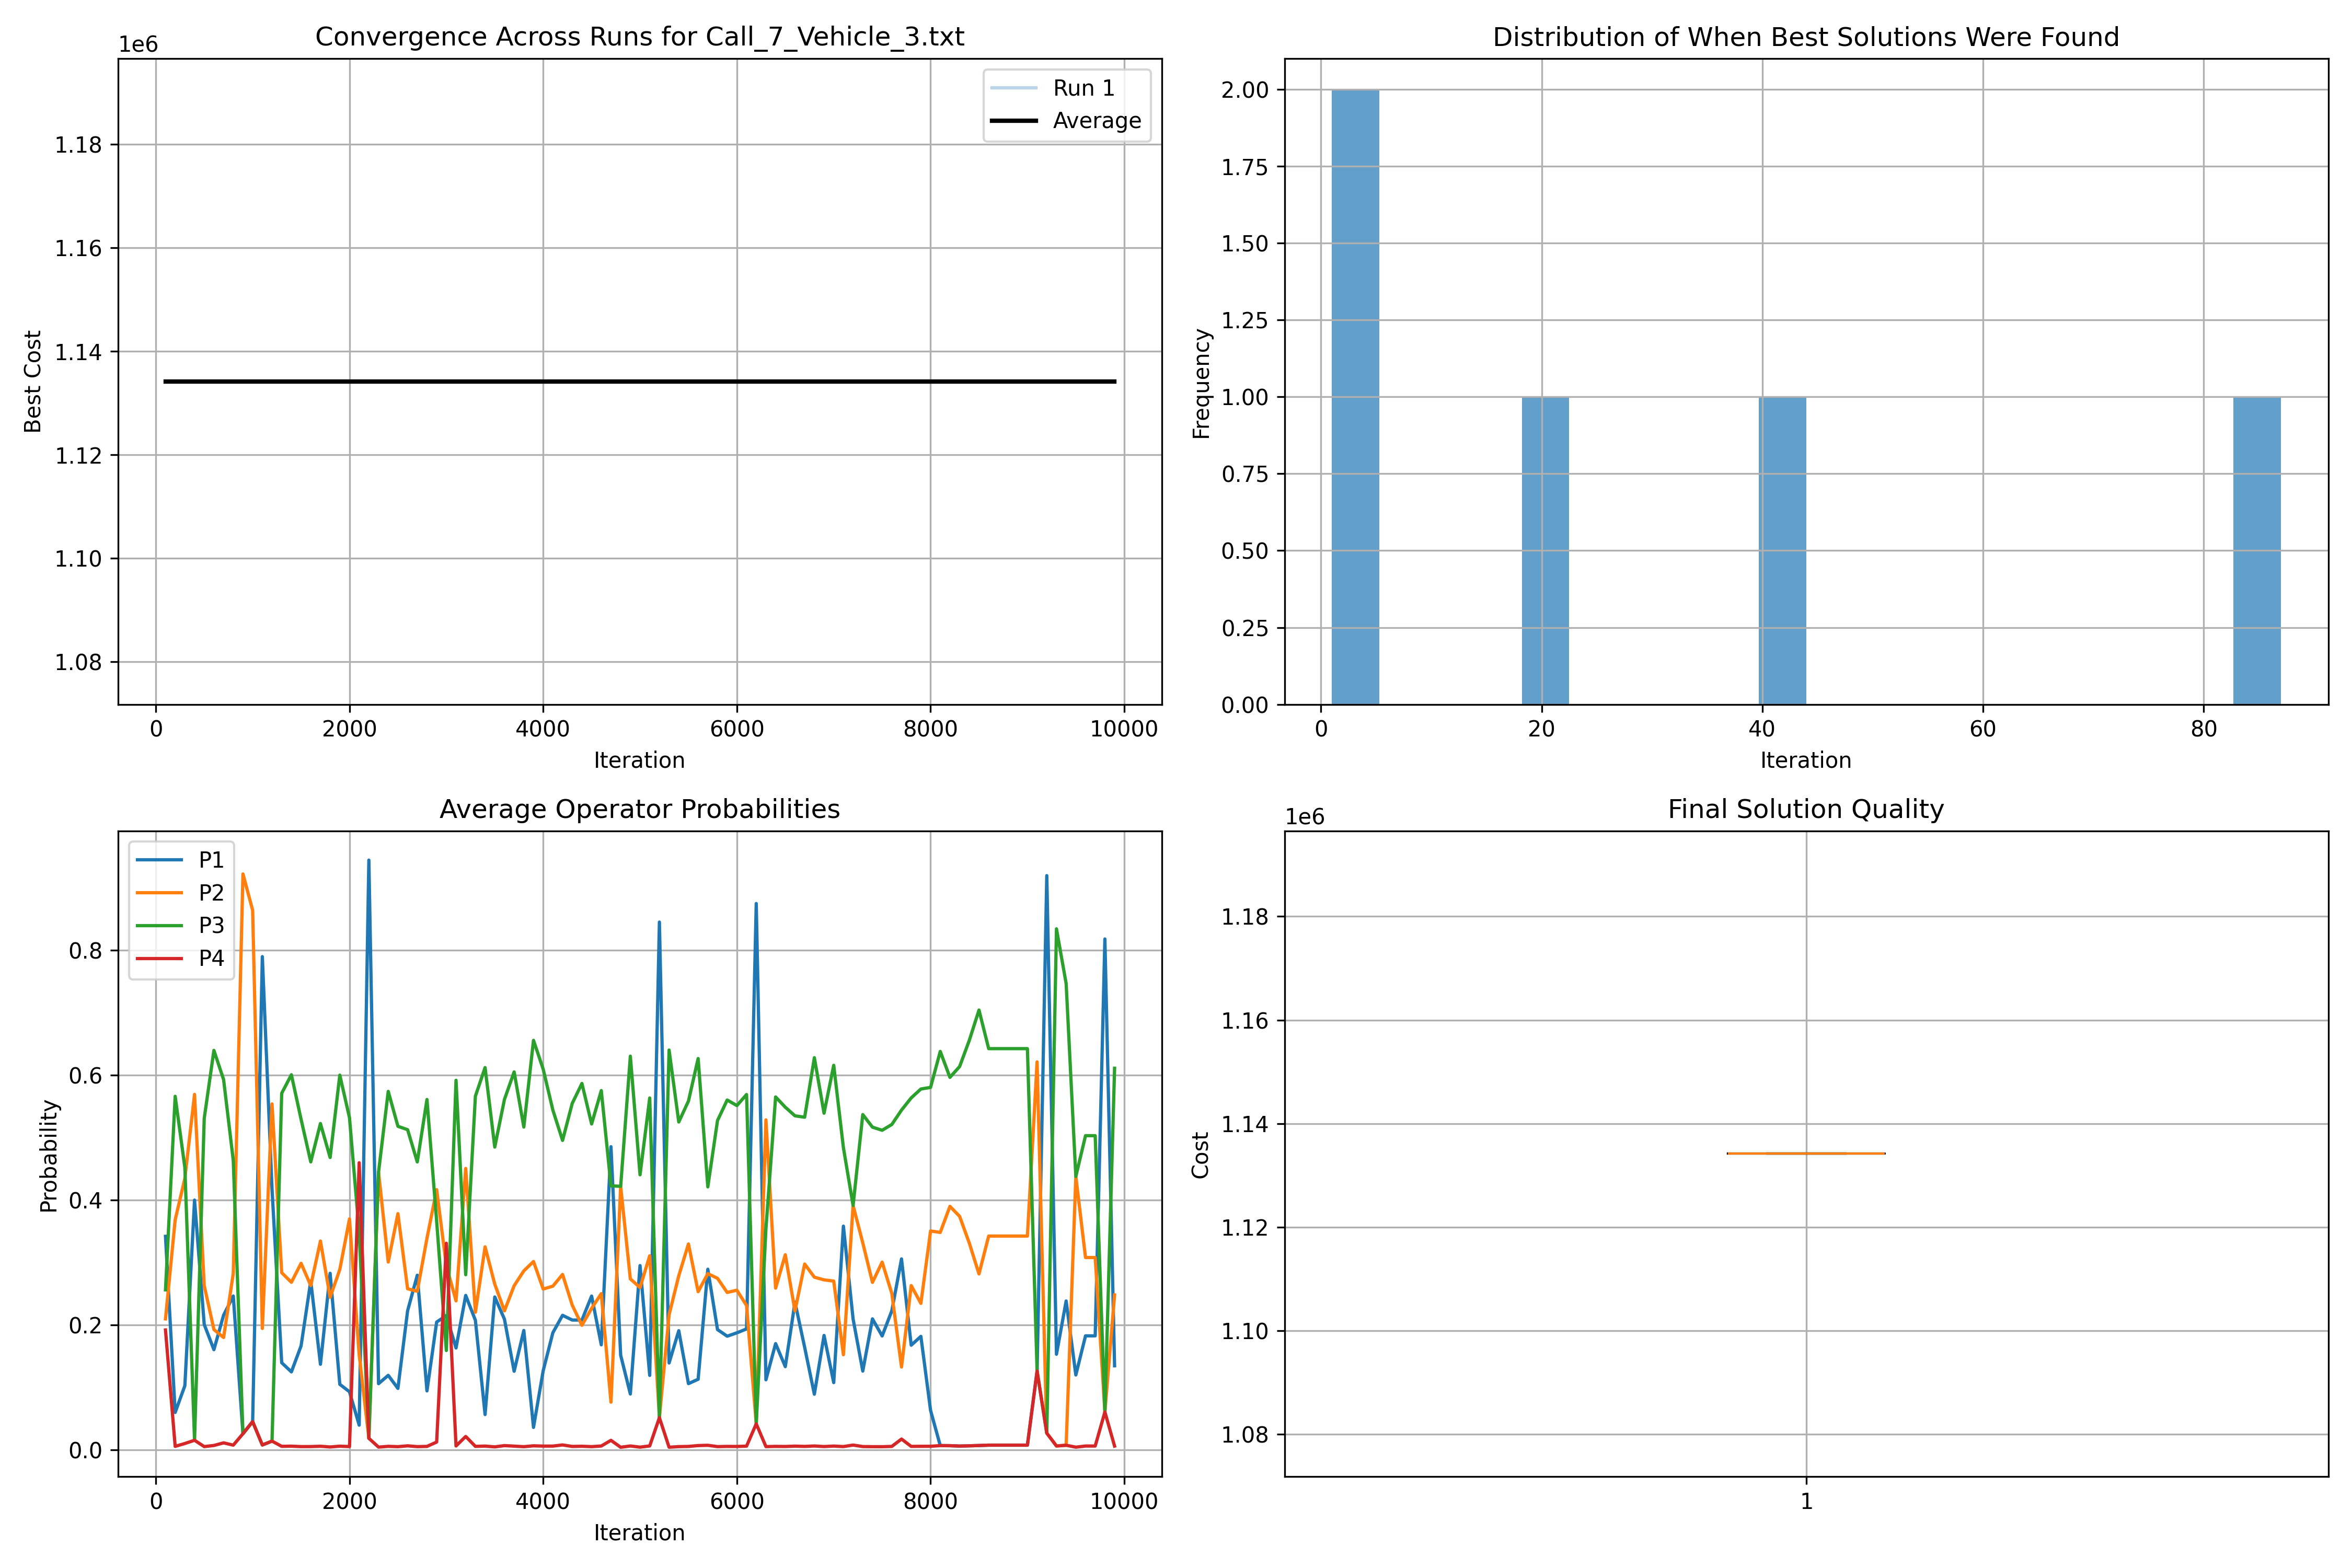 Convergence Across Runs for Call_7_Vehicle_3.txt
1e6
Run 1
Average
1.18
1.16
1.14
1.12
1.10
1.08
Best Cost
0
2000
4000
6000
8000
10000
Iteration
Distribution of When Best Solutions Were Found
2.00
1.75
1.50
1.25
1.00
0.75
0.50
0.25
0.00
Frequency
0
20
40
60
80
Iteration
Average Operator Probabilities
P1
P2
P3
P4
0.8
0.6
0.4
0.2
0.0
Probability
0
2000
4000
6000
8000
10000
Iteration
Final Solution Quality
1e6
1.18
1.16
1.14
1.12
1.10
1.08
Cost
1